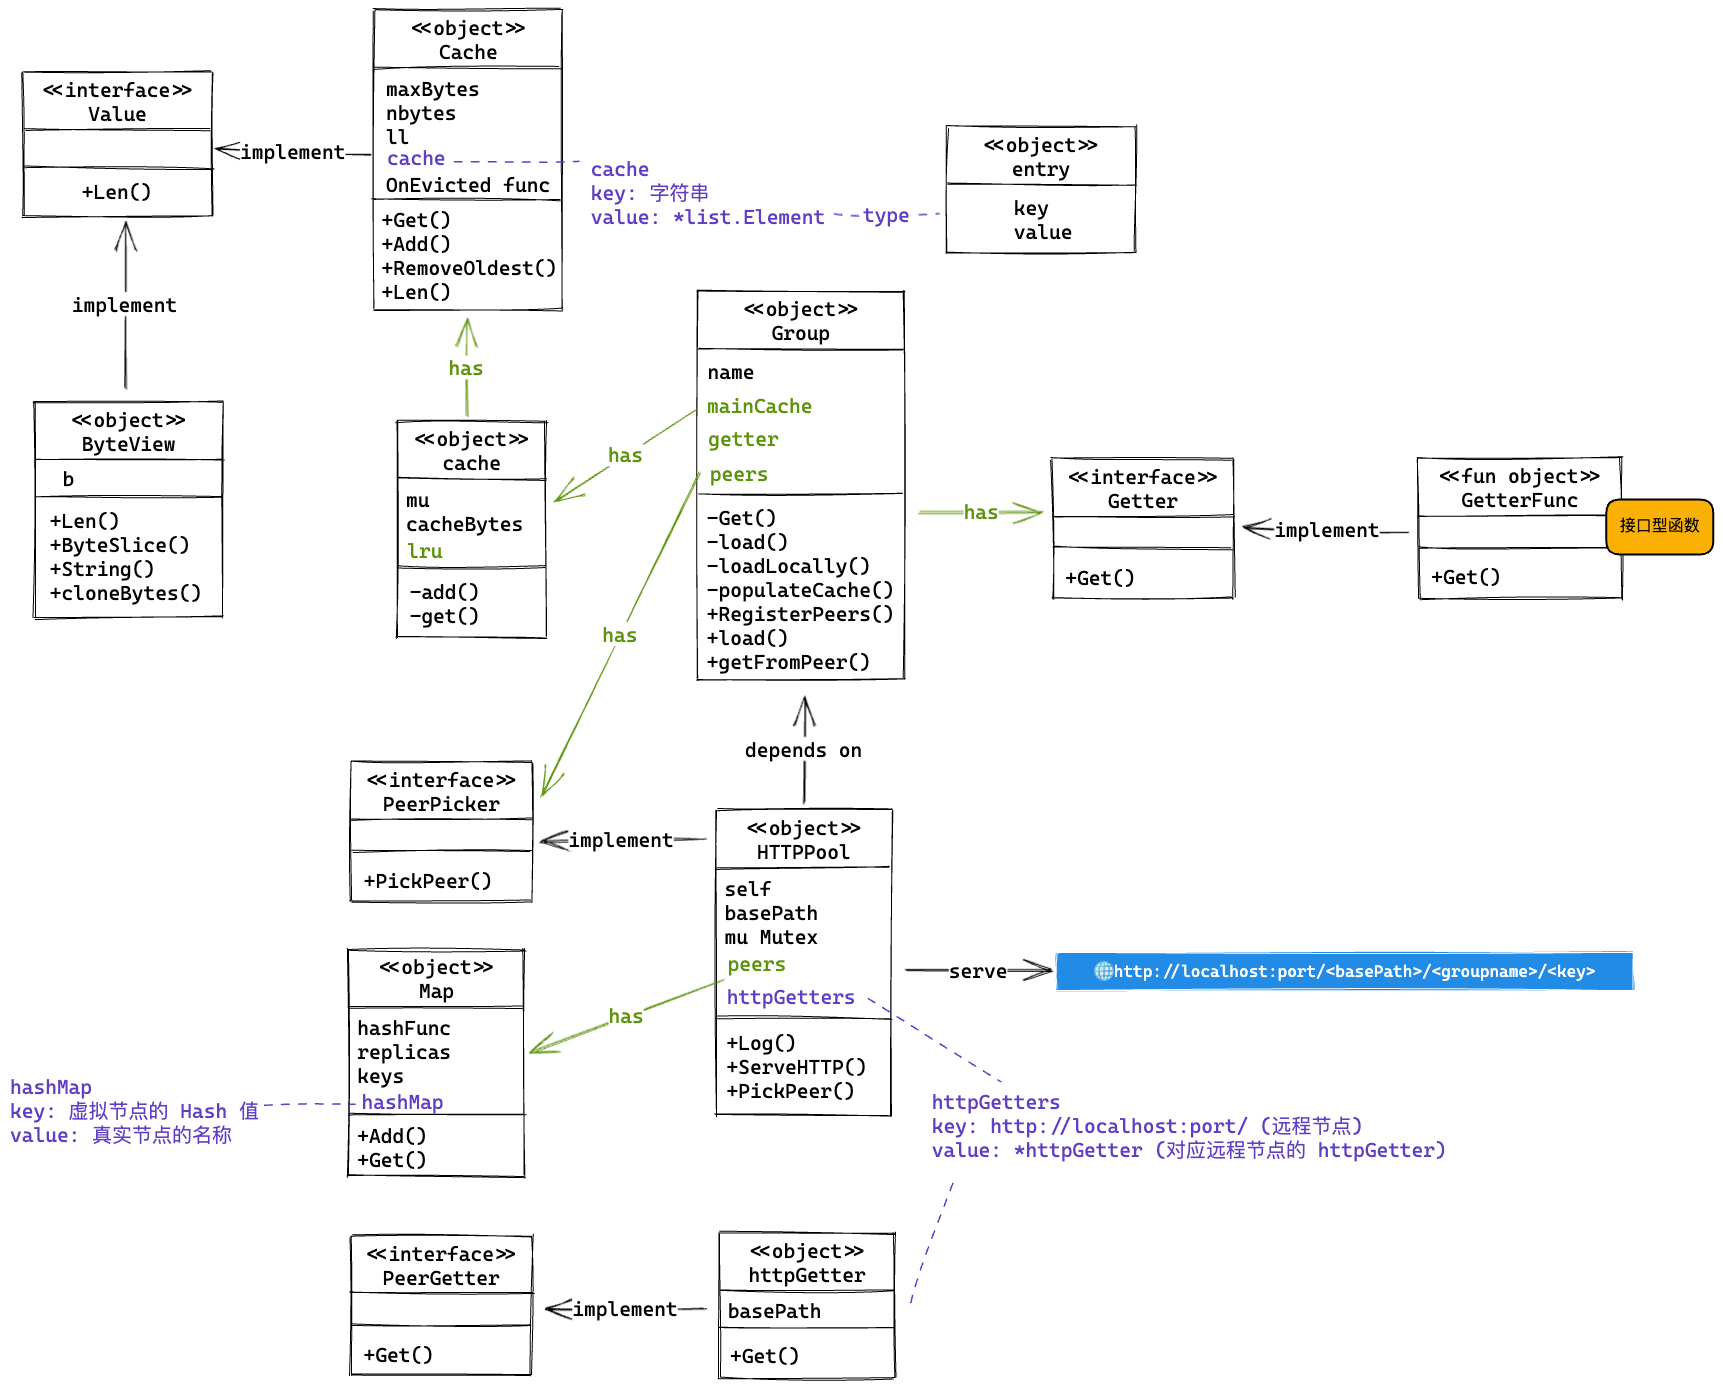 <<object>>
Cache
maxBytes
nbytes
ll
cache
OnEvicted func
+Get()
+Add()
+RemoveOldest()
+Len()
<<interface>>
Value
+Len()
implement
cache
key: 字符串
value: *list.Element
type
<<object>>
entry
key
value
implement
has
<<object>>
ByteView
b
+Len()
+ByteSlice()
+String()
+cloneBytes()
<<object>>
cache
mu
cacheBytes
lru
-add()
-get()
has
<<object>>
Group
name
mainCache
getter
peers
-Get()
-load()
-loadLocally()
-populateCache()
+RegisterPeers()
+load()
+getFromPeer()
has
<<interface>>
Getter
+Get()
implement
<<fun object>>
GetterFunc
+Get()
接口型函数
has
depends on
<<interface>>
PeerPicker
+PickPeer()
implement
<<object>>
HTTPPool
self
basePath
mu Mutex
peers
httpGetters
+Log()
+ServeHTTP()
+PickPeer()
serve
http://localhost:port/<basePath>/<groupname>/<key>
<<object>>
Map
hashFunc
replicas
keys
hashMap
+Add()
+Get()
has
hashMap
key: 虚拟节点的 Hash 值
value: 真实节点的名称
httpGetters
key: http://localhost:port/ (远程节点)
value: *httpGetter (对应远程节点的 httpGetter)
<<interface>>
PeerGetter
+Get()
implement
<<object>>
httpGetter
basePath
+Get()